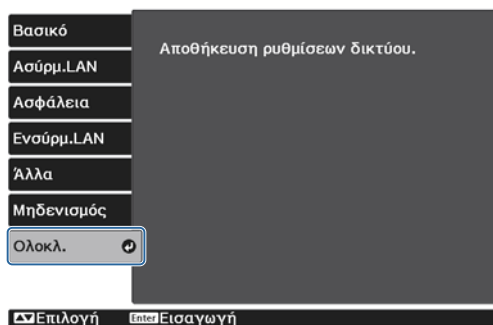 Βασικό
Ασύρμ.LAN
Ασφάλεια
Ενσύρμ.LAN
Άλλα
Μηδενισμός
Ολοκλ.
Αποθήκευση ρυθμίσεων δικτύου.
Επιλογή Enter Εισαγωγή